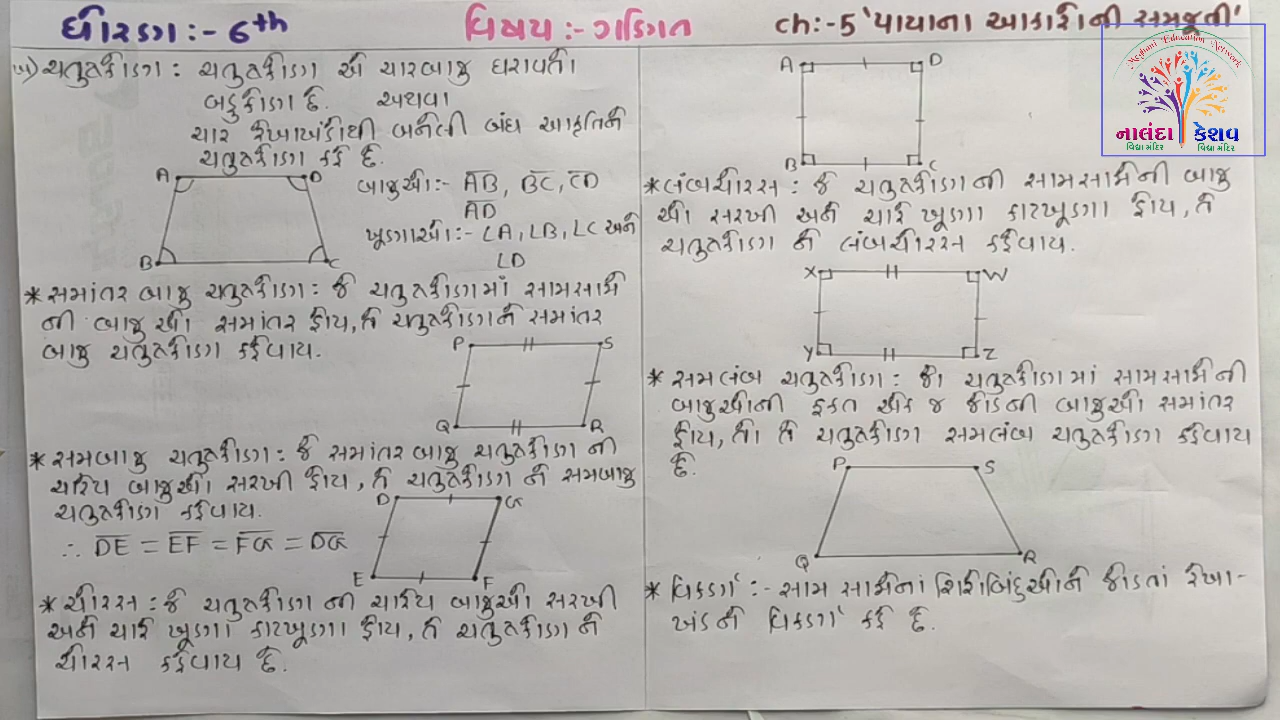 ધોરણ :- 6th વિષય :- ગણિત ch:-5 'પાયાના આકારોની સમજૂતી'
Meghani Education Network
નાલંદા કેશવ
વિદ્યા મંદિર વિદ્યા મંદિર
ચતુષ્કોણ : ચતુષ્કોણ એ ચારબાજુ ધરાવતો
બહુકોણ છે. અથવા
ચાર રેખાખંડોથી બનેલી બંધ આકૃતિને
ચતુષ્કોણ કહે છે.
A D
B C
બાજુઓ:- AB, BC, CD
AD
ખૂણાઓ:- ∠A, ∠B, ∠C અને
∠D
* સમાંતર બાજુ ચતુષ્કોણ : જે ચતુષ્કોણમાં સામસામે
ની બાજુઓ સમાંતર હોય, તે ચતુષ્કોણને સમાંતર
બાજુ ચતુષ્કોણ કહેવાય.
P S
Q R
* સમબાજુ ચતુષ્કોણ : જે સમાંતર બાજુ ચતુષ્કોણ ની
ચારેય બાજુઓ સરખી હોય, તે ચતુષ્કોણ ને સમબાજુ
ચતુષ્કોણ કહેવાય.
D G
∴ DE = EF = FG = DG
E F
* ચોરસ : જે ચતુષ્કોણ ની ચારેય બાજુઓ સરખી
અને ચારે ખૂણા કાટખૂણા હોય, તે ચતુષ્કોણ ને
ચોરસ કહેવાય છે.
A D
B C
* લંબચોરસ : જે ચતુષ્કોણ ની સામસામેની બાજુ
ઓ સરખી અને ચારે ખૂણા કાટખૂણા હોય, તે
ચતુષ્કોણ ને લંબચોરસ કહેવાય.
X W
Y Z
* સમલંબ ચતુષ્કોણ : જો ચતુષ્કોણમાં સામસામેની
બાજુઓની ફક્ત એક જ જોડની બાજુઓ સમાંતર
હોય, તો તે ચતુષ્કોણ સમલંબ ચતુષ્કોણ કહેવાય
છે.
P S
Q R
* વિકર્ણ :- સામ સામેનાં શિરોબિંદુઓને જોડતાં રેખા-
ખંડને વિકર્ણ કહે છે.